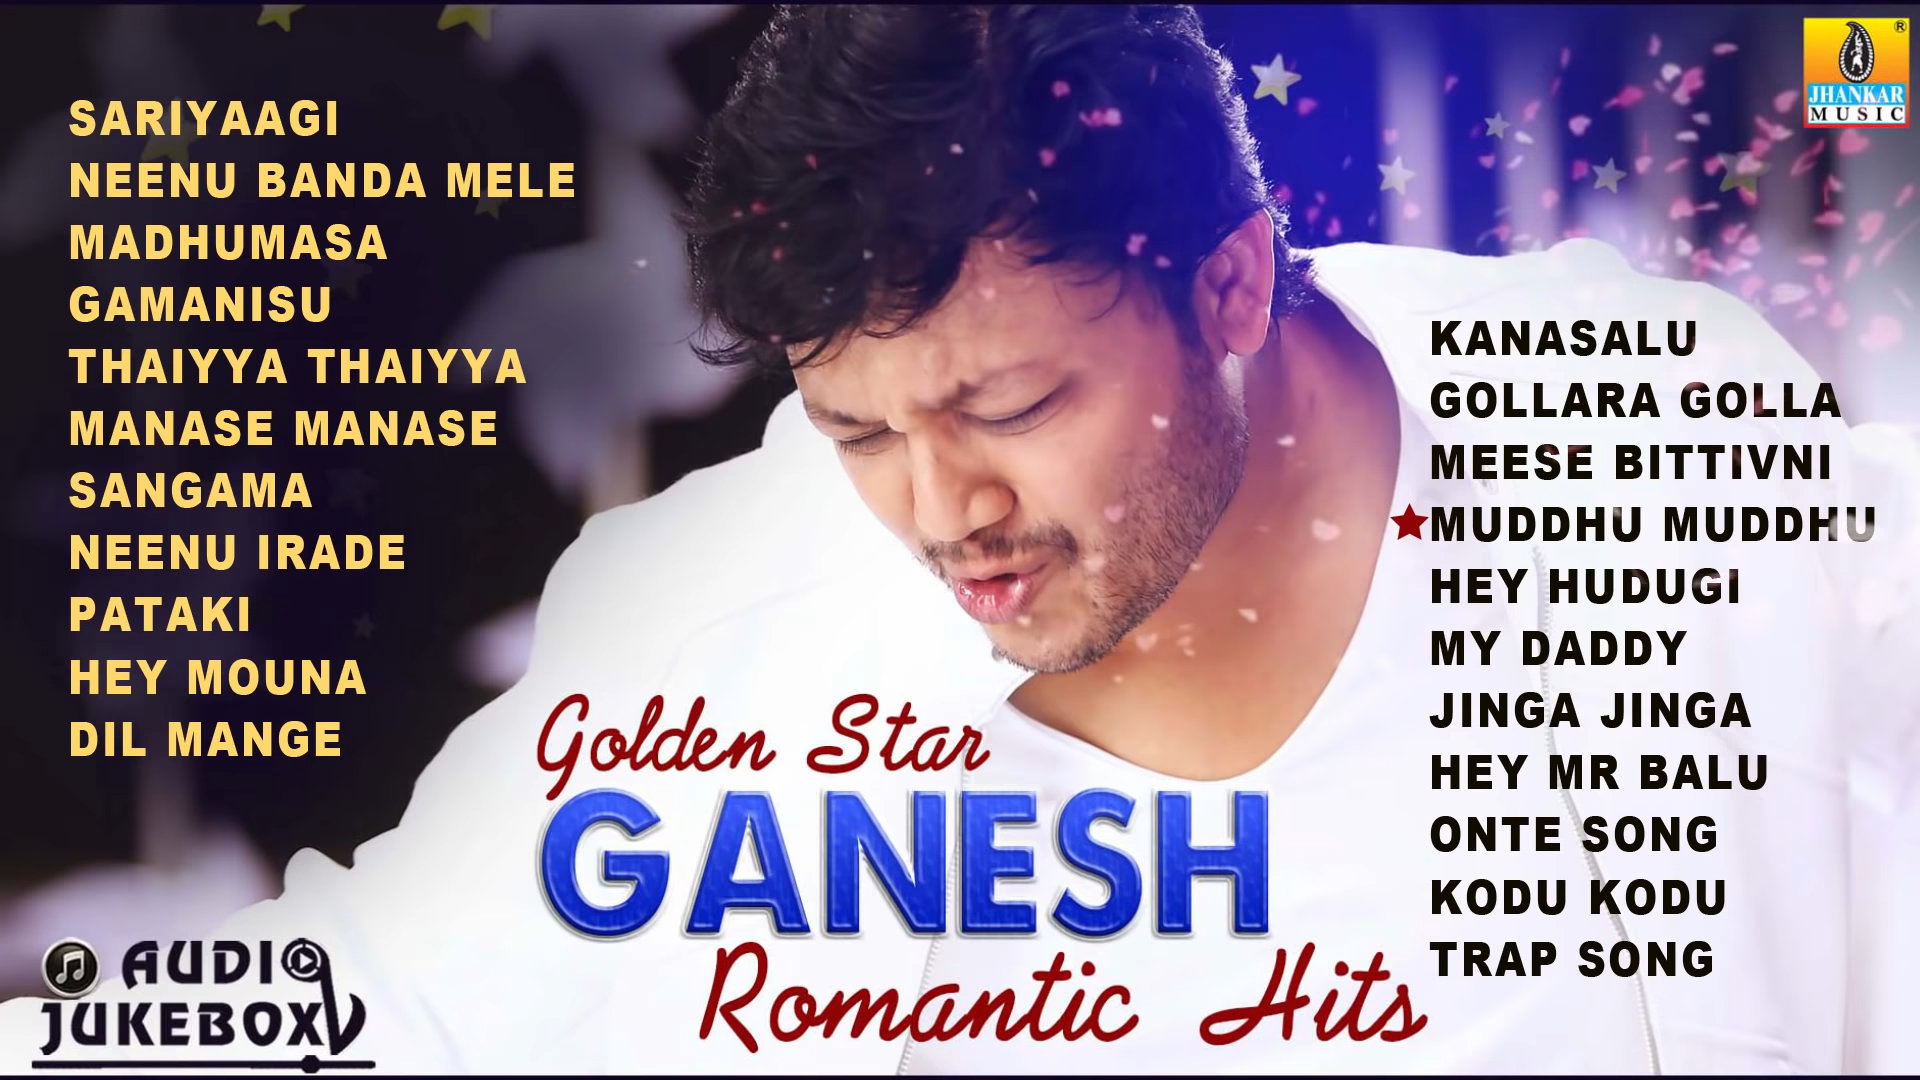 SARIYAAGI
NEENU BANDA MELE
MADHUMASA
GAMANISU
THAIYYA THAIYYA
MANASE MANASE
SANGAMA
NEENU IRADE
PATAKI
HEY MOUNA
DIL MANGE
AUDIO
JUKEBOX
Golden Star
GANESH
Romantic Hits
®
JHANKAR
MUSIC
KANASALU
GOLLARA GOLLA
MEESE BITTIVNI
MUDDHU MUDDHU
HEY HUDUGI
MY DADDY
JINGA JINGA
HEY MR BALU
ONTE SONG
KODU KODU
TRAP SONG